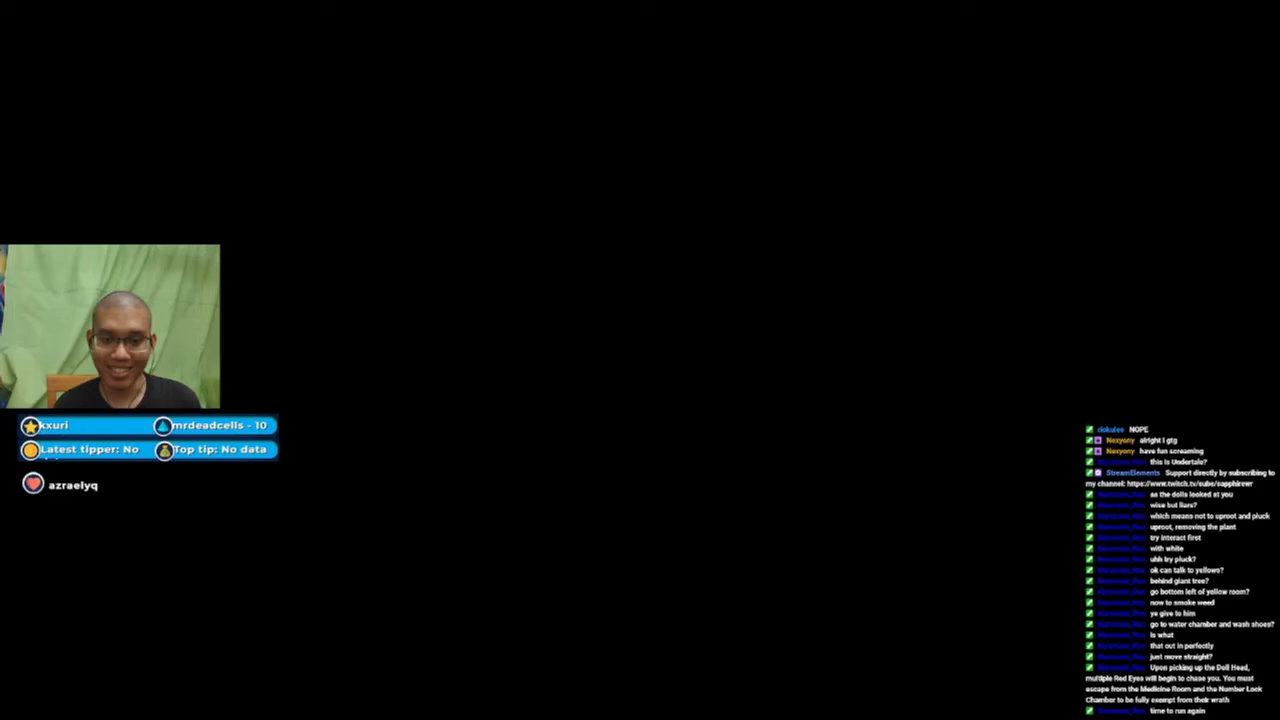 kxuri
mrdeadcells - 10
Latest tipper: No
Top tip: No data
azraelyq
riokuive NOPE
Nexyony alright I gtg
Nexyony have fun screaming
this is Undertale?
StreamElements Support directly by subscribing to
my channel: https://www.twitch.tv/subs/sapphirewr
as the dolls looked at you
wise but liars?
which means not to uproot and pluck
uproot, removing the plant
try interact first
with white
uhh try pluck?
ok can talk to yellows?
behind giant tree?
go bottom left of yellow room?
now to smoke weed
ye give to him
go to water chamber and wash shoes?
is what
that out in perfectly
just move straight?
Upon picking up the Doll Head,
multiple Red Eyes will begin to chase you. You must
escape from the Medicine Room and the Number Lock
Chamber to be fully exempt from their wrath
time to run again